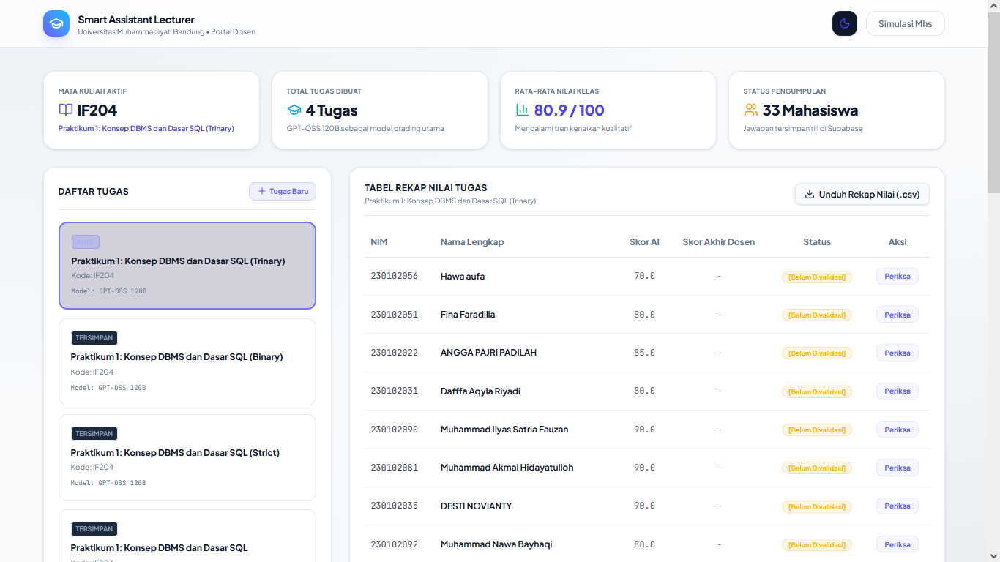 Smart Assistant Lecturer
Universitas Muhammadiyah Bandung • Portal Dosen
Simulasi Mhs
MATA KULIAH AKTIF
IF204
Praktikum 1: Konsep DBMS dan Dasar SQL (Trinary)
TOTAL TUGAS DIBUAT
4 Tugas
GPT-OSS 120B sebagai model grading utama
RATA-RATA NILAI KELAS
80.9 / 100
Mengalami tren kenaikan kualitatif
STATUS PENGUMPULAN
33 Mahasiswa
Jawaban tersimpan riil di Supabase
DAFTAR TUGAS
+ Tugas Baru
AKTIF
Praktikum 1: Konsep DBMS dan Dasar SQL (Trinary)
Kode: IF204
Model: GPT-OSS 120B
TERSIMPAN
Praktikum 1: Konsep DBMS dan Dasar SQL (Binary)
Kode: IF204
Model: GPT-OSS 120B
TERSIMPAN
Praktikum 1: Konsep DBMS dan Dasar SQL (Strict)
Kode: IF204
Model: GPT-OSS 120B
TERSIMPAN
Praktikum 1: Konsep DBMS dan Dasar SQL
TABEL REKAP NILAI TUGAS
Praktikum 1: Konsep DBMS dan Dasar SQL (Trinary)
Unduh Rekap Nilai (.csv)
NIM Nama Lengkap Skor AI Skor Akhir Dosen Status Aksi
230102056 Hawa aufa 70.0 - [Belum Divalidasi] Periksa
230102051 Fina Faradilla 80.0 - [Belum Divalidasi] Periksa
230102022 ANGGA PAJRI PADILAH 85.0 - [Belum Divalidasi] Periksa
230102031 Dafffa Aqyla Riyadi 80.0 - [Belum Divalidasi] Periksa
230102090 Muhammad Ilyas Satria Fauzan 90.0 - [Belum Divalidasi] Periksa
230102081 Muhammad Akmal Hidayatulloh 90.0 - [Belum Divalidasi] Periksa
230102035 DESTI NOVIANTY 90.0 - [Belum Divalidasi] Periksa
230102092 Muhammad Nawa Bayhaqi 80.0 - [Belum Divalidasi] Periksa